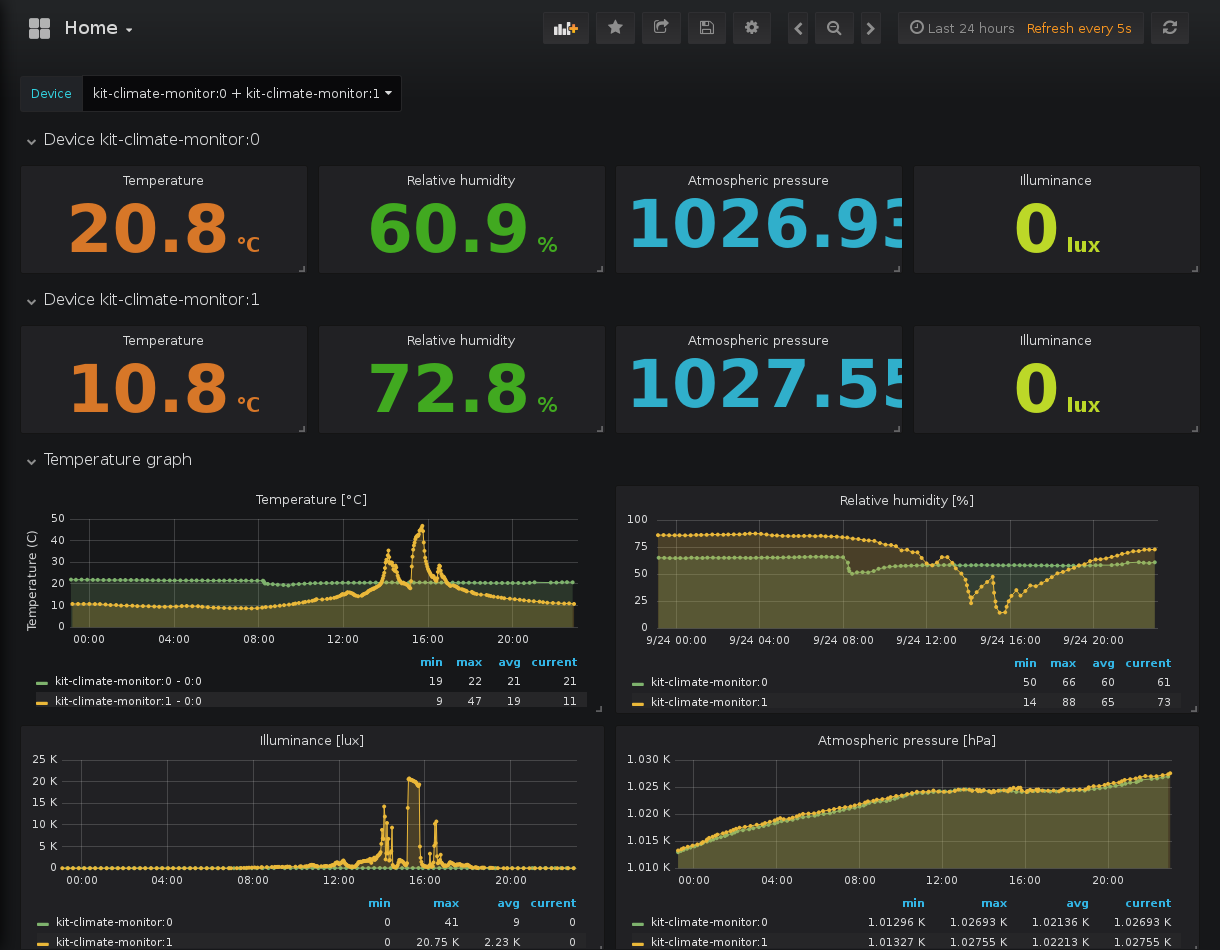 Home
Last 24 hours Refresh every 5s
Device kit-climate-monitor:0 + kit-climate-monitor:1
Device kit-climate-monitor:0
Temperature Relative humidity Atmospheric pressure Illuminance
20.8 °C 60.9 % 1026.93 0 lux
Device kit-climate-monitor:1
Temperature Relative humidity Atmospheric pressure Illuminance
10.8 °C 72.8 % 1027.55 0 lux
Temperature graph
Temperature [°C]
Temperature (C)
50
40
30
20
10
0
00:00 04:00 08:00 12:00 16:00 20:00
min max avg current
kit-climate-monitor:0 - 0:0 19 22 21 21
kit-climate-monitor:1 - 0:0 9 47 19 11
Relative humidity [%]
100
75
50
25
0
9/24 00:00 9/24 04:00 9/24 08:00 9/24 12:00 9/24 16:00 9/24 20:00
min max avg current
kit-climate-monitor:0 50 66 60 61
kit-climate-monitor:1 14 88 65 73
Illuminance [lux]
25 K
20 K
15 K
10 K
5 K
0
00:00 04:00 08:00 12:00 16:00 20:00
min max avg current
kit-climate-monitor:0 0 41 9 0
kit-climate-monitor:1 0 20.75 K 2.23 K 0
Atmospheric pressure [hPa]
1.030 K
1.025 K
1.020 K
1.015 K
1.010 K
00:00 04:00 08:00 12:00 16:00 20:00
min max avg current
kit-climate-monitor:0 1.01296 K 1.02693 K 1.02136 K 1.02693 K
kit-climate-monitor:1 1.01327 K 1.02755 K 1.02213 K 1.02755 K